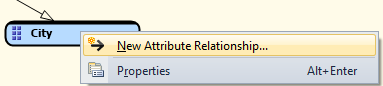 City
New Attribute Relationship...
Properties Alt+Enter